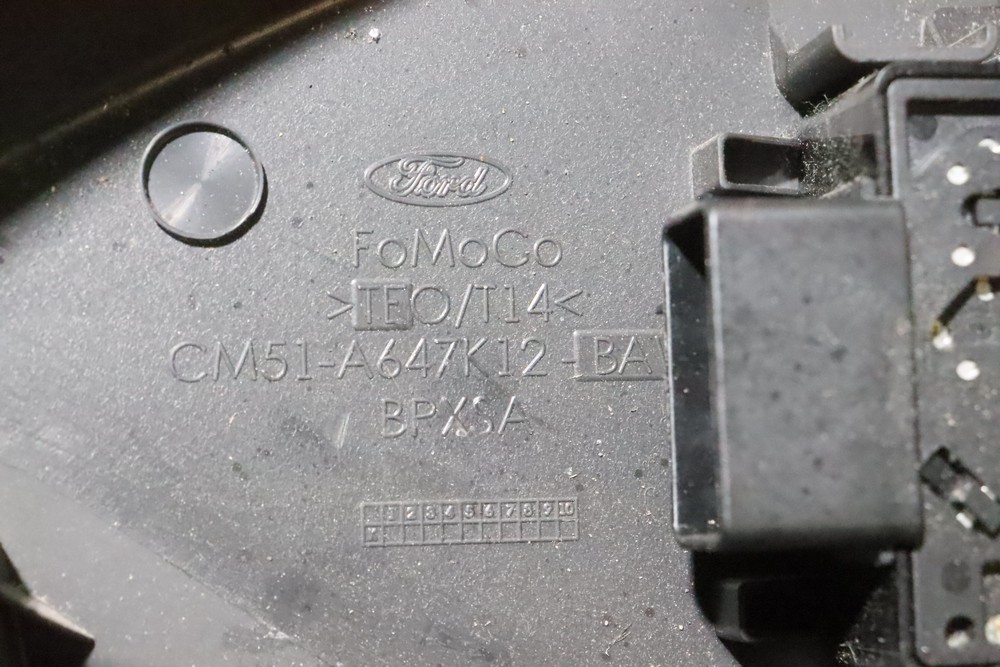 Ford
FoMoCo
>TEO/T14<
CM51-A647K12-BA
BPXSA
1 2 3 4 5 6 7 8 9 10